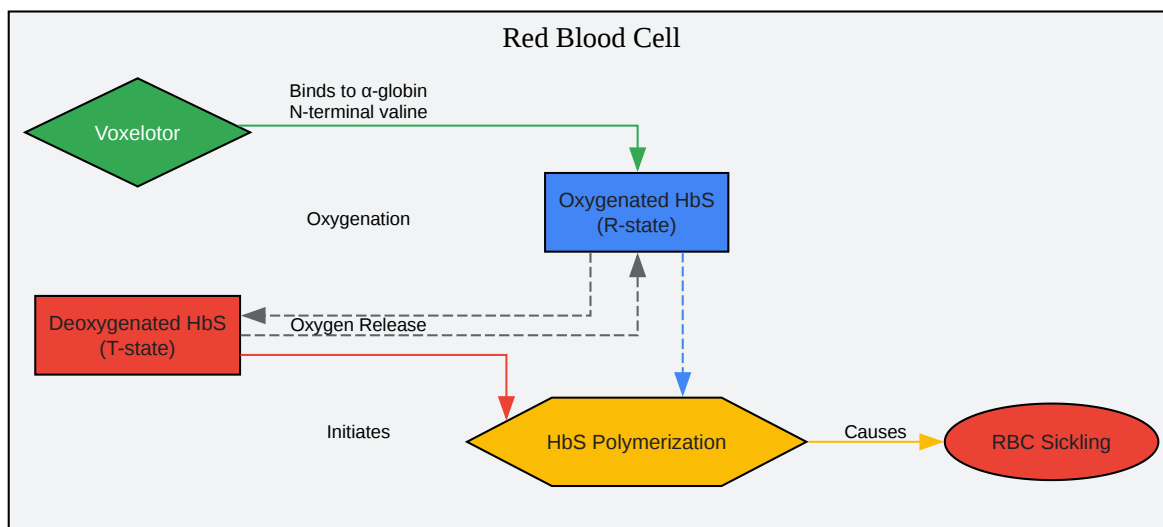 Red Blood Cell
Binds to α-globin
N-terminal valine
Voxelotor
Oxygenated HbS
(R-state)
Oxygenation
Deoxygenated HbS
(T-state)
Oxygen Release
Initiates
HbS Polymerization
Causes
RBC Sickling